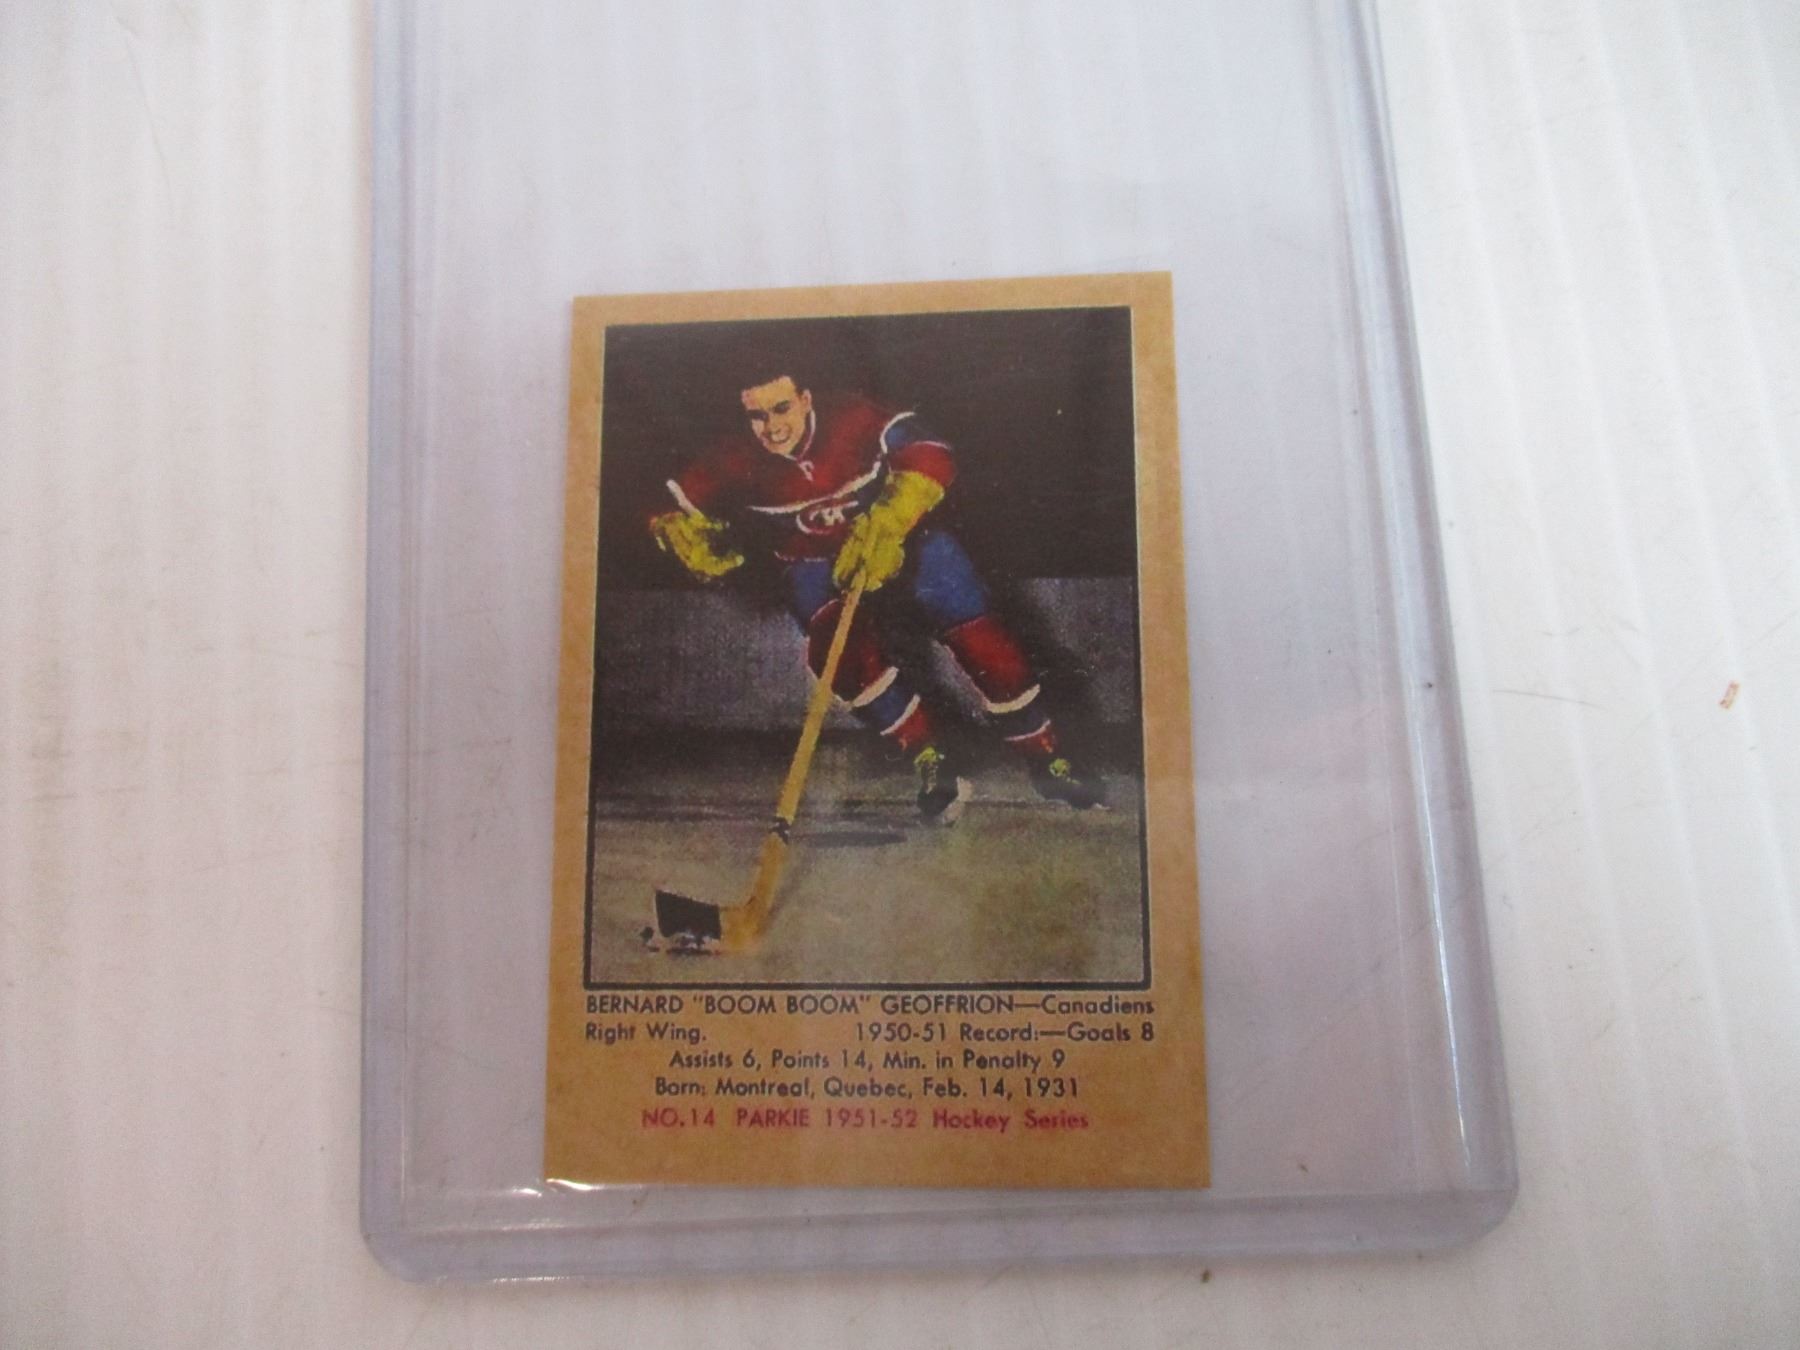 BERNARD "BOOM BOOM" GEOFFRION—Canadiens
Right Wing. 1950-51 Record:—Goals 8
Assists 6, Points 14, Min. in Penalty 9
Born: Montreal, Quebec, Feb. 14, 1931
NO.14 PARKIE 1951-52 Hockey Series